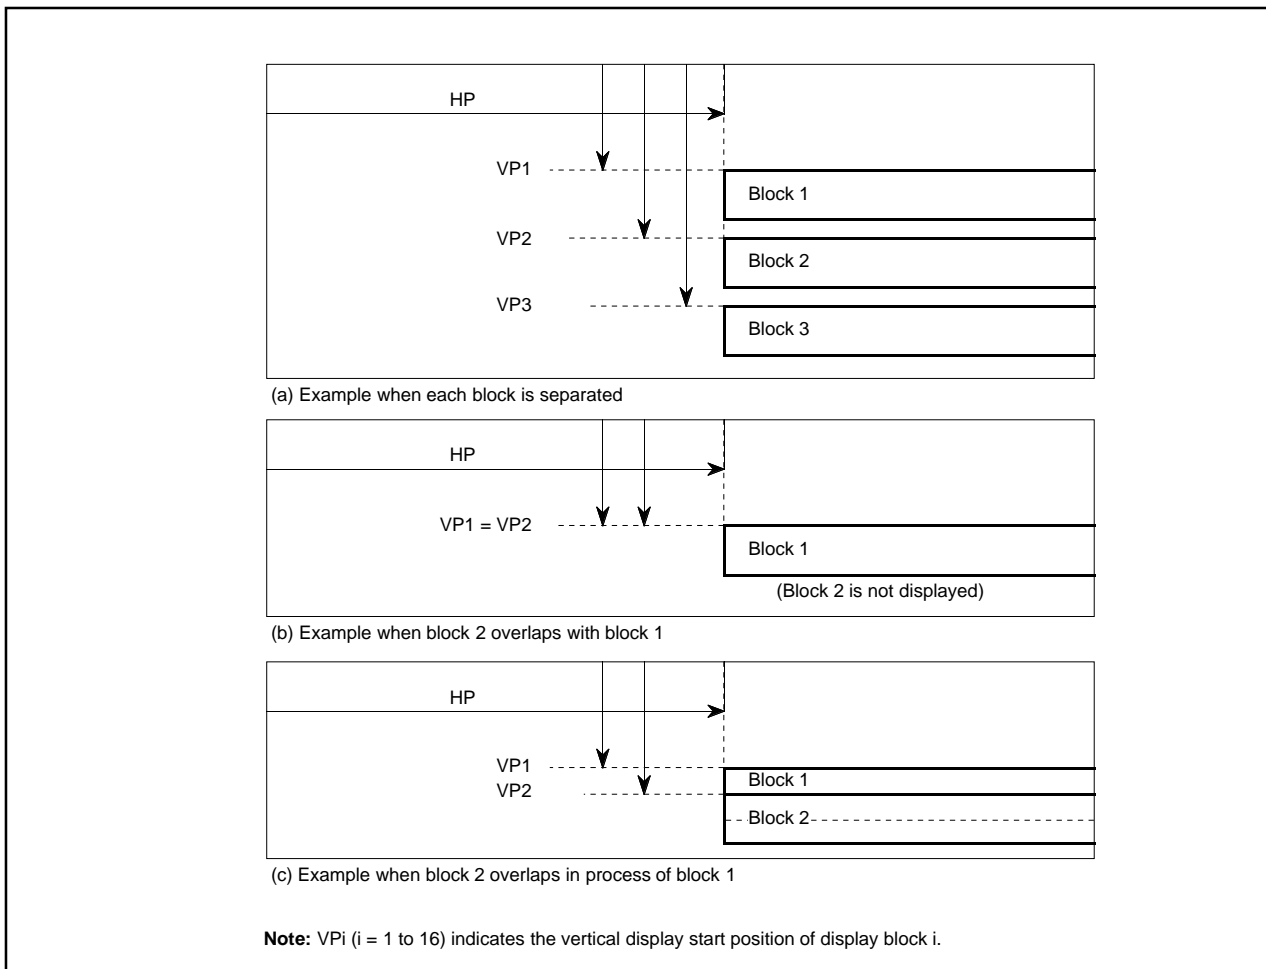 HP
VP1
Block 1
VP2
Block 2
VP3
Block 3
(a) Example when each block is separated
HP
VP1 = VP2
Block 1
(Block 2 is not displayed)
(b) Example when block 2 overlaps with block 1
HP
VP1
Block 1
VP2
Block 2
(c) Example when block 2 overlaps in process of block 1
Note: VPi (i = 1 to 16) indicates the vertical display start position of display block i.